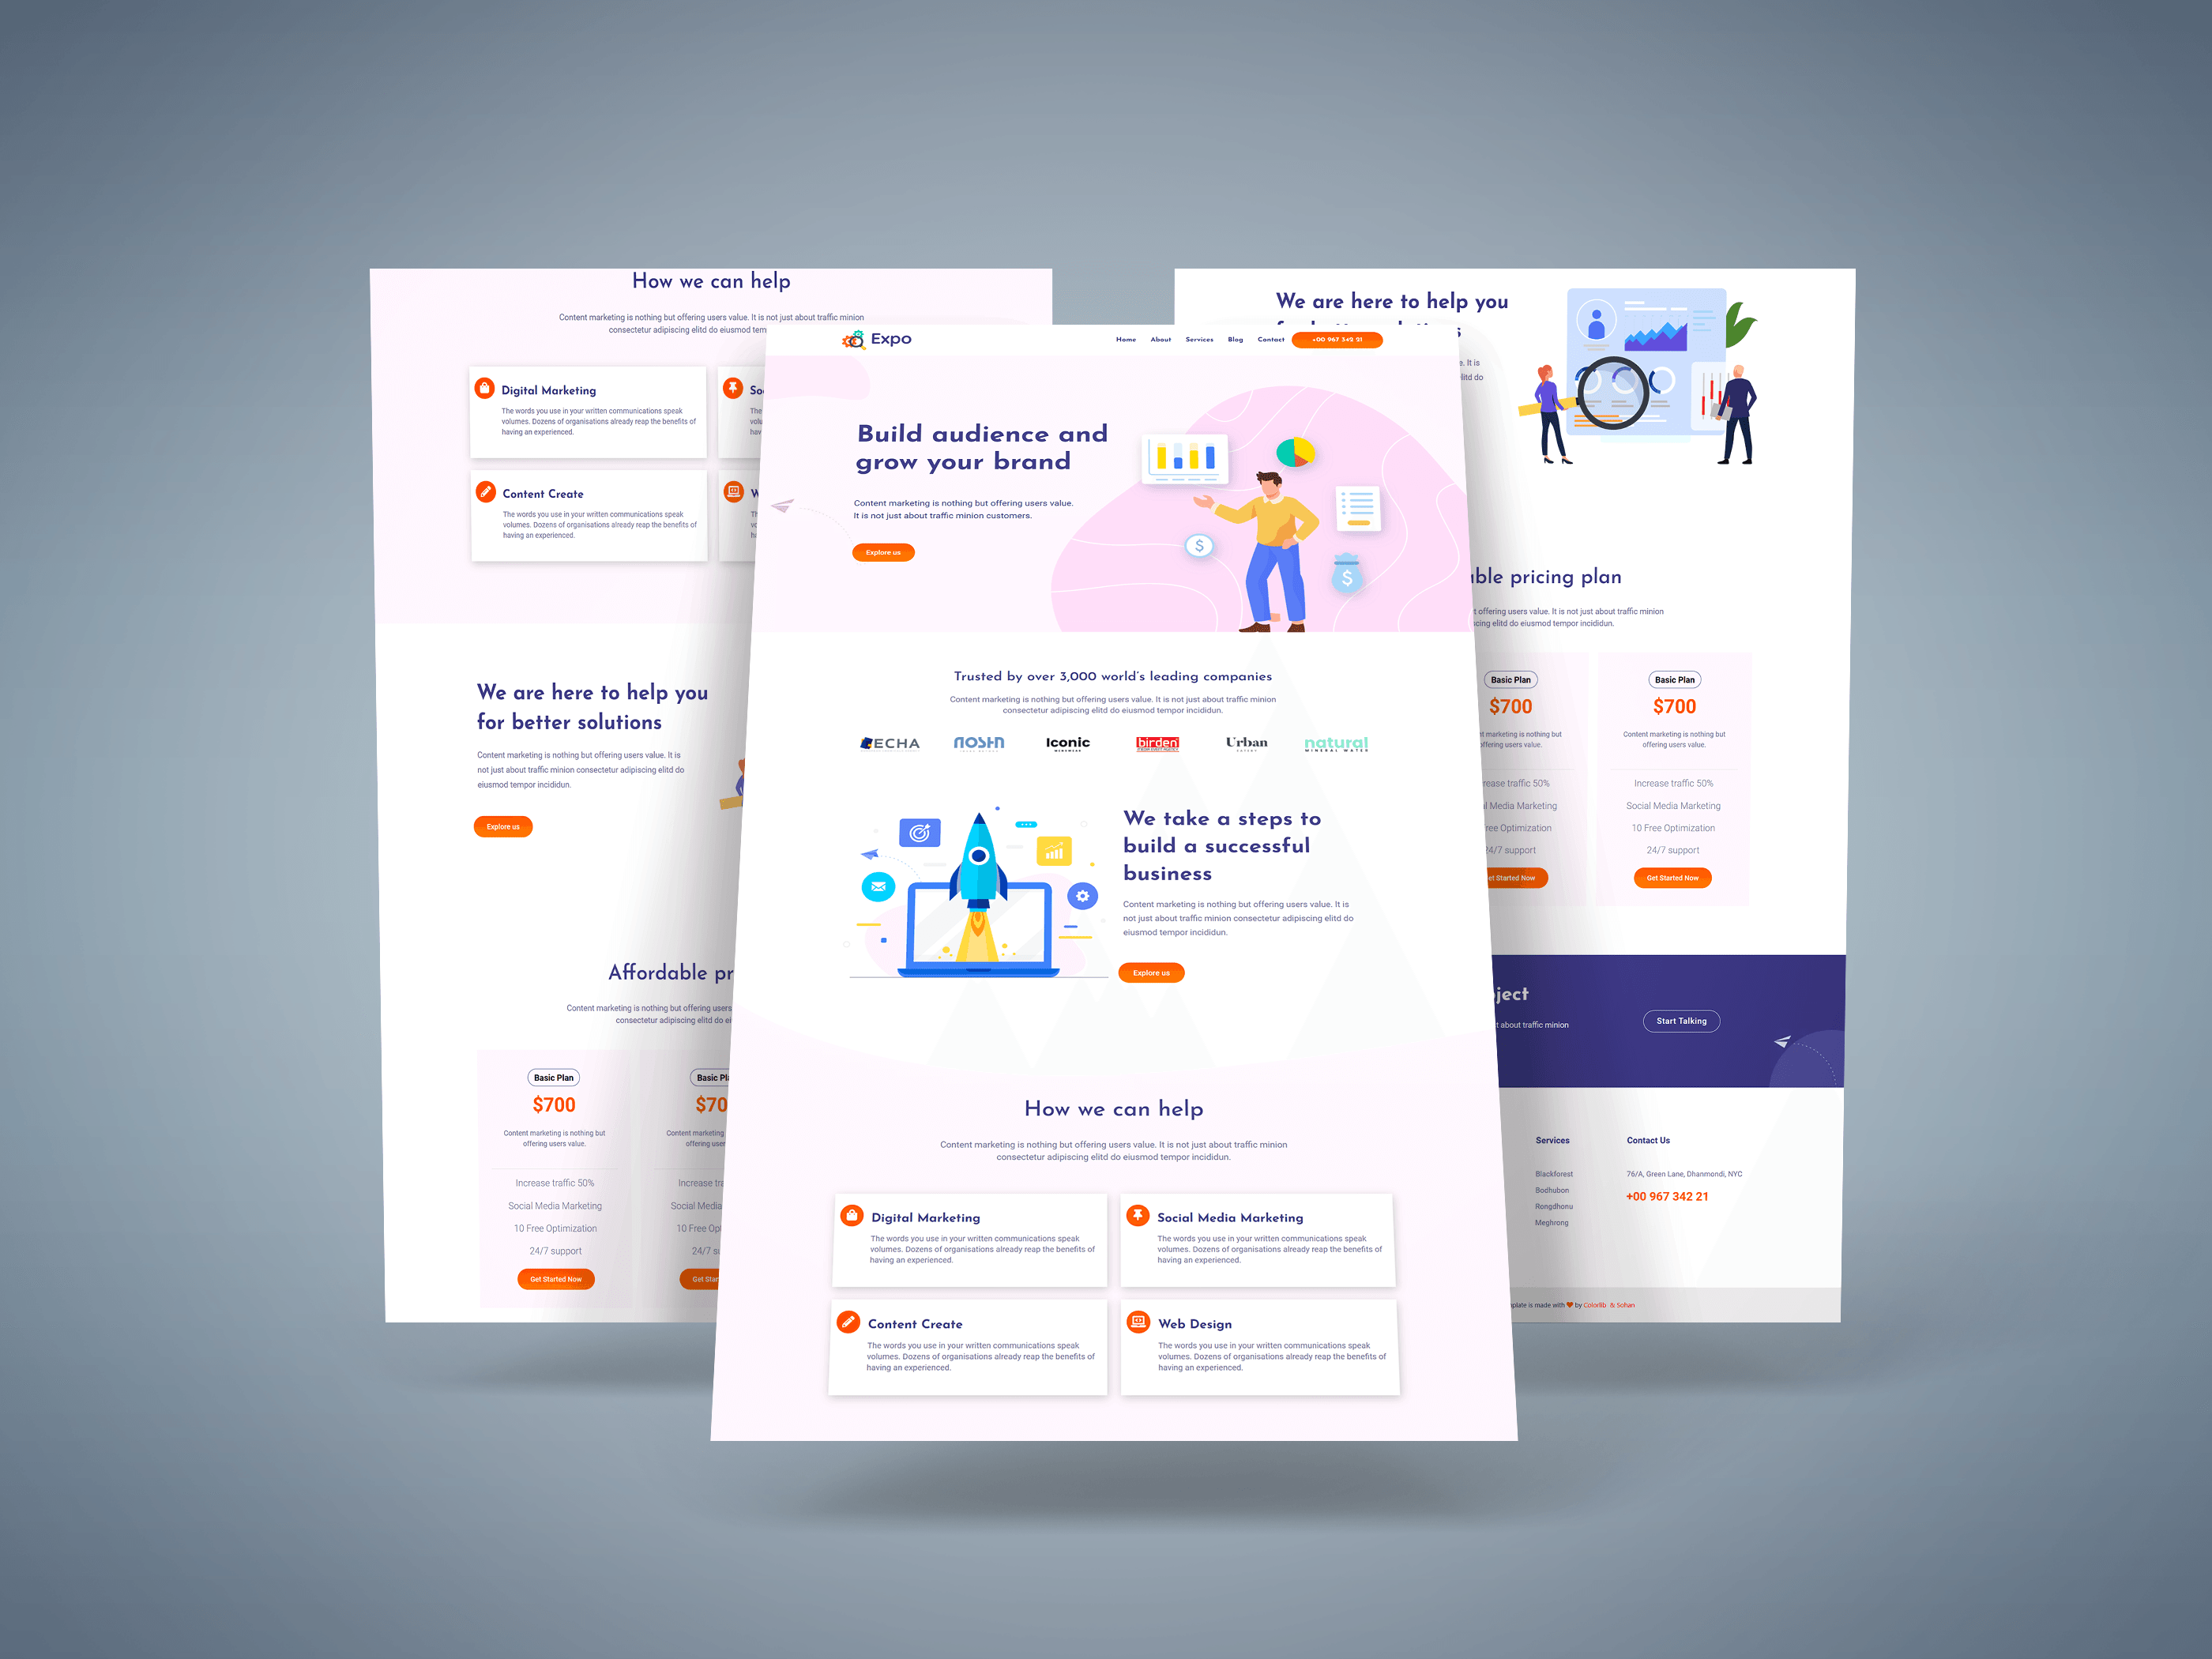 How we can help
Content marketing is nothing but offering users value. It is not just about traffic minion
consectetur adipiscing elitd do eiusmod
Digital Marketing
The words you use in your written communications speak
volumes. Dozens of organisations already reap the benefits of
having an experienced.
Content Create
The words you use in your written communications speak
volumes. Dozens of organisations already reap the benefits of
having an experienced.
We are here to help you
for better solutions
Content marketing is nothing but offering users value. It is
not just about traffic minion consectetur adipiscing elitd do
eiusmod tempor incididun.
Explore us
Affordable
Content marketing is nothing but offering users
consectetur adipiscing elitd do
Basic Plan
$700
Content marketing is nothing but
offering users value.
Increase traffic 50%
Social Media Marketing
10 Free Optimization
24/7 support
Get Started Now
Basic
Content marketing
offering
Increase
Social Media
10 Free
24/7
Get
Expo
Home About Services Blog Contact +00 967 342 21
Build audience and
grow your brand
Content marketing is nothing but offering users value.
It is not just about traffic minion customers.
Explore us
$
$
Trusted by over 3,000 world's leading companies
Content marketing is nothing but offering users value. It is not just about traffic minion
consectetur adipiscing elitd do eiusmod tempor incididun.
ECHA Iconic birden Urban natural
MINERAL WATER
We take a steps to
build a successful
business
Content marketing is nothing but offering users value. It is
not just about traffic minion consectetur adipiscing elitd do
eiusmod tempor incididun.
Explore us
How we can help
Content marketing is nothing but offering users value. It is not just about traffic minion
consectetur adipiscing elitd do eiusmod tempor incididun.
Digital Marketing
The words you use in your written communications speak
volumes. Dozens of organisations already reap the benefits of
having an experienced.
Social Media Marketing
The words you use in your written communications speak
volumes. Dozens of organisations already reap the benefits of
having an experienced.
Content Create
The words you use in your written communications speak
volumes. Dozens of organisations already reap the benefits of
having an experienced.
Web Design
The words you use in your written communications speak
volumes. Dozens of organisations already reap the benefits of
having an experienced.
We are here to help you
It is
elitd do
pricing plan
offering users value. It is not just about traffic minion
elitd do eiusmod tempor incididun.
Basic Plan
$700
marketing is nothing but
offering users value.
traffic 50%
Media Marketing
Free Optimization
24/7 support
Get Started Now
Basic Plan
$700
Content marketing is nothing but
offering users value.
Increase traffic 50%
Social Media Marketing
10 Free Optimization
24/7 support
Get Started Now
about traffic minion
Start Talking
Services
Blackforest
Bodhubon
Rongdhonu
Meghrong
Contact Us
76/A, Green Lane, Dhanmondi, NYC
+00 967 342 21
is made with by Colorlib & Sohan